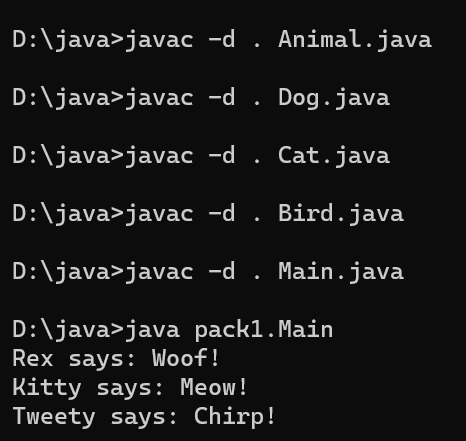 D:\java>javac -d . Animal.java
D:\java>javac -d . Dog.java
D:\java>javac -d . Cat.java
D:\java>javac -d . Bird.java
D:\java>javac -d . Main.java
D:\java>java pack1.Main
Rex says: Woof!
Kitty says: Meow!
Tweety says: Chirp!